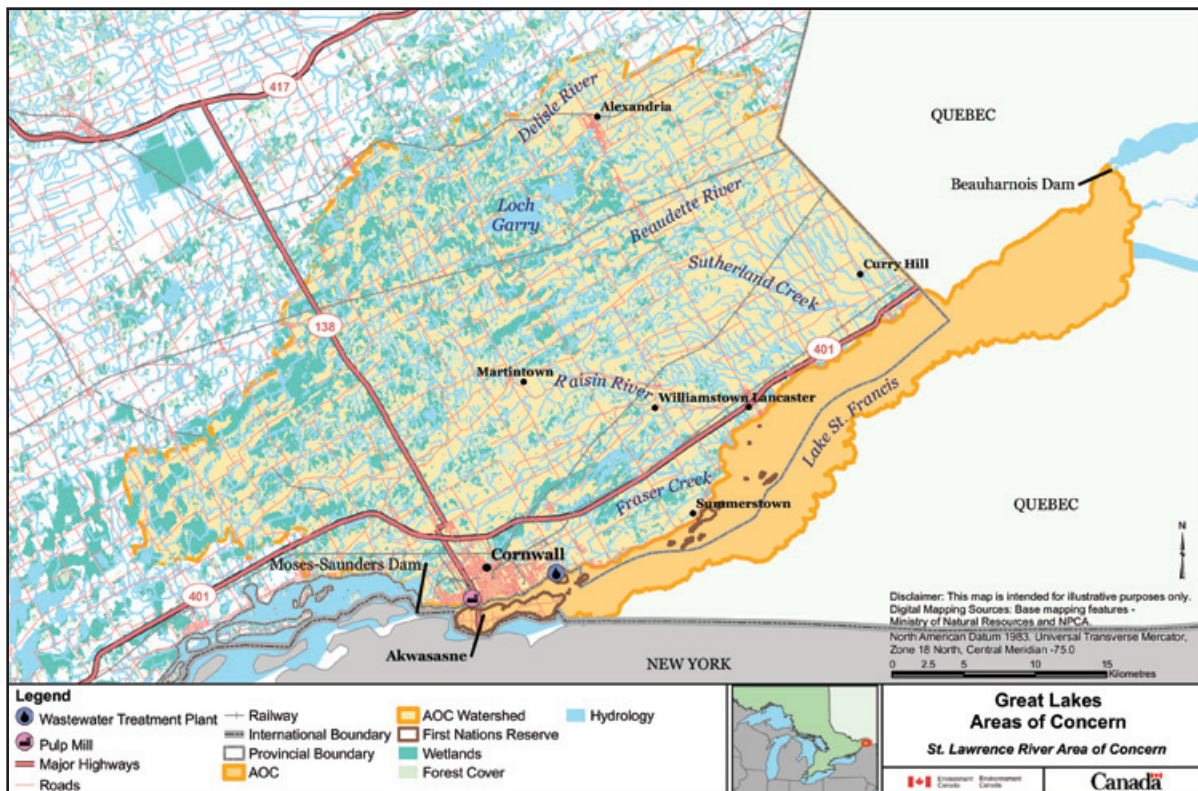 417
Delisle River
Alexandria
QUEBEC
Beauharnois Dam
Loch
Garry
Beaudette River
Sutherland Creek
Curry Hill
138
401
Martintown
Raisin River
Williamstown
Lancaster
Lake St. Francis
Fraser Creek
Summerstown
QUEBEC
N
Moses-Saunders Dam
Cornwall
401
Akwasasne
NEW YORK
Disclaimer: This map is intended for illustrative purposes only.
Digital Mapping Sources: Base mapping features -
Ministry of Natural Resources and NPCA.
North American Datum 1983, Universal Transverse Mercator,
Zone 18 North, Central Meridian -75.0
0 2.5 5 10 15
Kilometres
Legend
Wastewater Treatment Plant
Pulp Mill
Major Highways
Roads
Railway
International Boundary
Provincial Boundary
AOC
AOC Watershed
First Nations Reserve
Wetlands
Forest Cover
Hydrology
Great Lakes
Areas of Concern
St. Lawrence River Area of Concern
Environment Environnement
Canada Canada
Canada